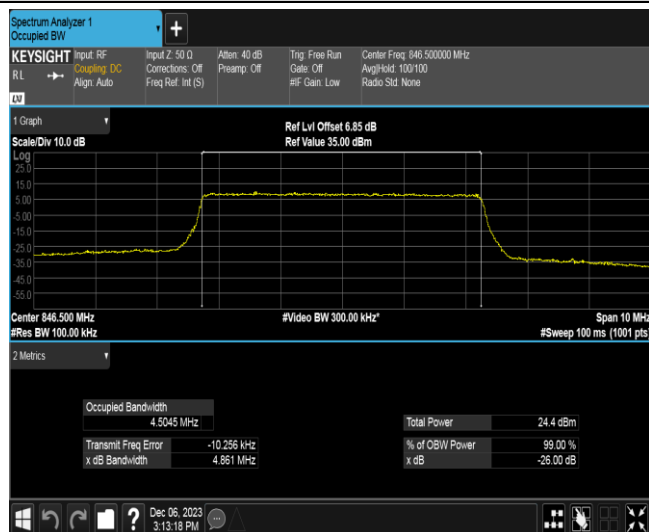 Spectrum Analyzer 1
Occupied BW
+
KEYSIGHT Input: RF Input Z: 50 Ω Atten: 40 dB Trig: Free Run Center Freq: 846.500000 MHz
RL Coupling: DC Corrections: Off Preamp: Off Gate: Off Avg|Hold: 100/100
Align: Auto Freq Ref: Int (S) #IF Gain: Low Radio Std: None
LXI
1 Graph
Ref Lvl Offset 6.85 dB
Scale/Div 10.0 dB Ref Value 35.00 dBm
Log
25.0
15.0
5.00
-5.00
-15.0
-25.0
-35.0
-45.0
-55.0
Center 846.500 MHz #Video BW 300.00 kHz* Span 10 MHz
#Res BW 100.00 kHz #Sweep 100 ms (1001 pts)
2 Metrics
Occupied Bandwidth
4.5045 MHz Total Power 24.4 dBm
Transmit Freq Error -10.256 kHz % of OBW Power 99.00 %
x dB Bandwidth 4.861 MHz x dB -26.00 dB
? Dec 06, 2023
3:13:18 PM